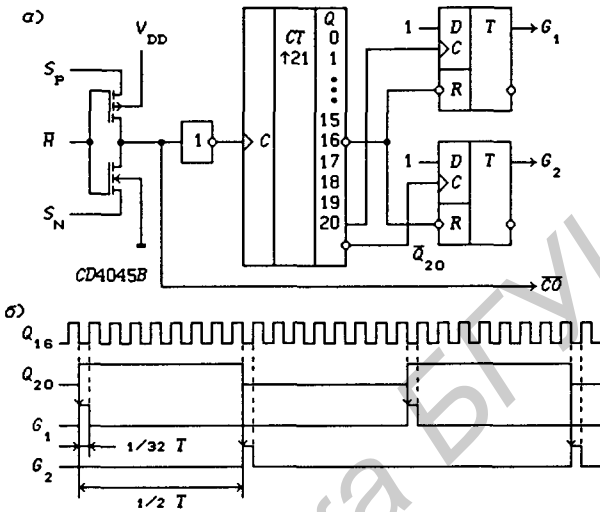 а)
V_DD
S_P
H̅
S_N
CD4045B
1
C
CT
↑21
Q
0
1
15
16
17
18
19
20
Q̅_20
1 D T G_1
C
R
1 D T G_2
C
R
C̅O̅
б)
Q_16
Q_20
G_1
1/32 T
G_2
1/2 T